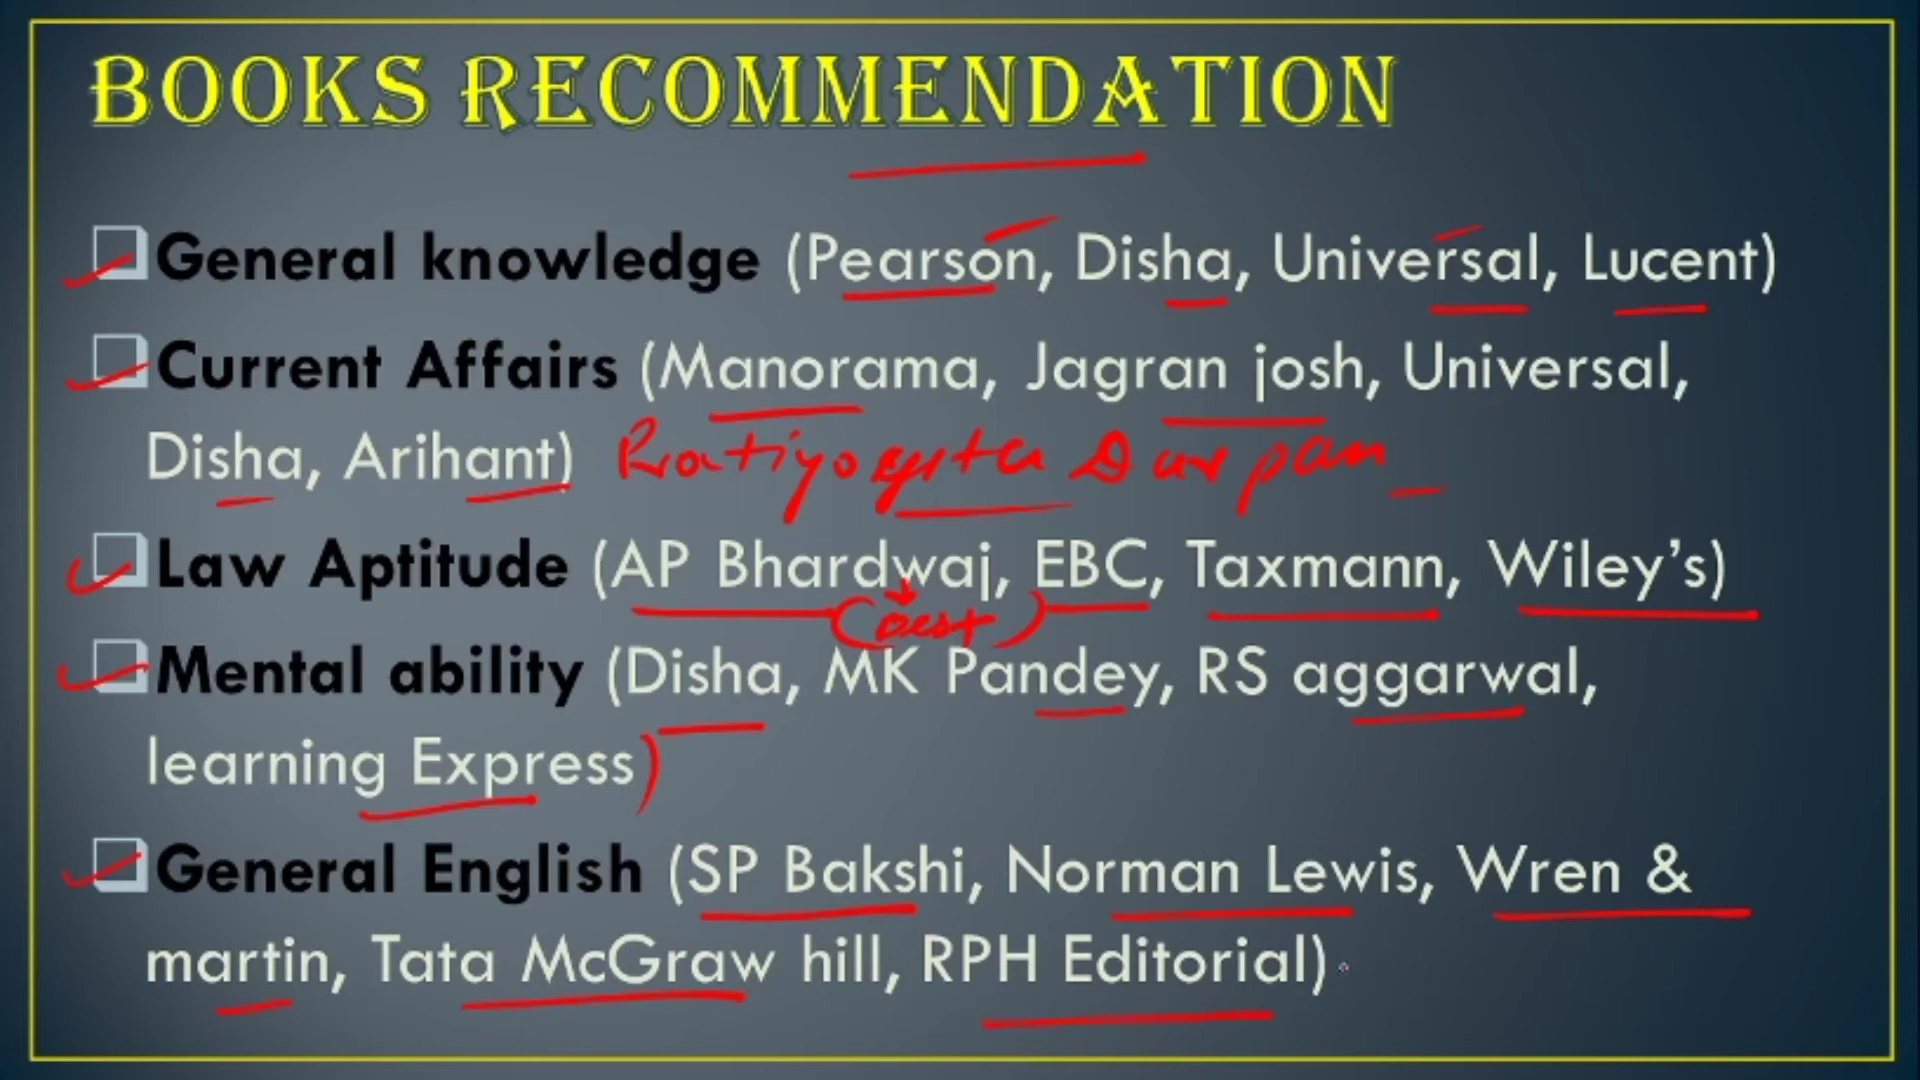 BOOKS RECOMMENDATION
General knowledge (Pearson, Disha, Universal, Lucent)
Current Affairs (Manorama, Jagran josh, Universal,
Disha, Arihant) Pratiyogita Darpan
Law Aptitude (AP Bhardwaj, EBC, Taxmann, Wiley's)
(Best)
Mental ability (Disha, MK Pandey, RS aggarwal,
learning Express)
General English (SP Bakshi, Norman Lewis, Wren &
martin, Tata McGraw hill, RPH Editorial)